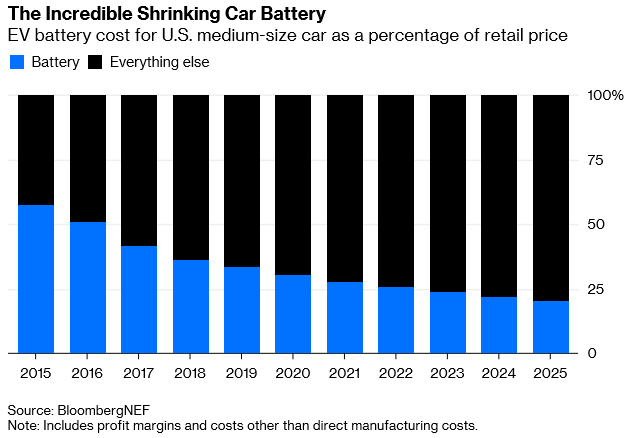 The Incredible Shrinking Car Battery
EV battery cost for U.S. medium-size car as a percentage of retail price
Battery Everything else
100%
75
50
25
0
2015 2016 2017 2018 2019 2020 2021 2022 2023 2024 2025
Source: BloombergNEF
Note: Includes profit margins and costs other than direct manufacturing costs.